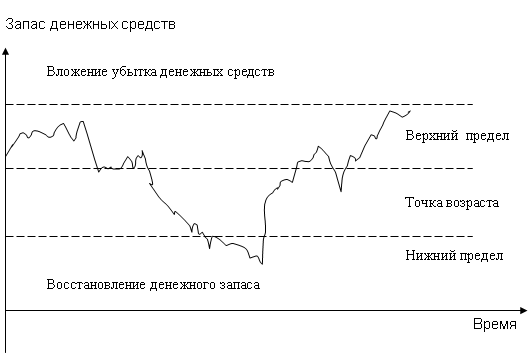 Запас денежных средств
Вложение убытка денежных средств
Верхний предел
Точка возраста
Нижний предел
Восстановление денежного запаса
Время